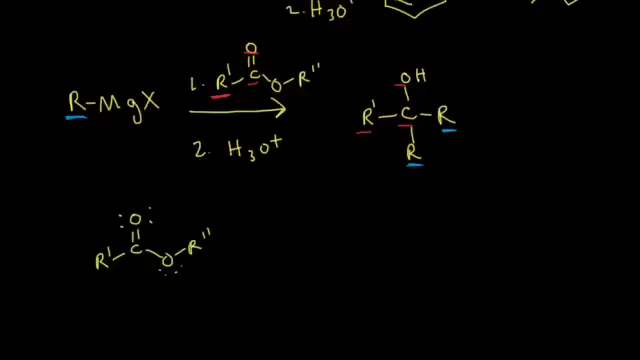 2. H3O+
O
R' C O R''
R-MgX 1.
2. H3O+
OH
R' - C - R
R
O
R' C O R''